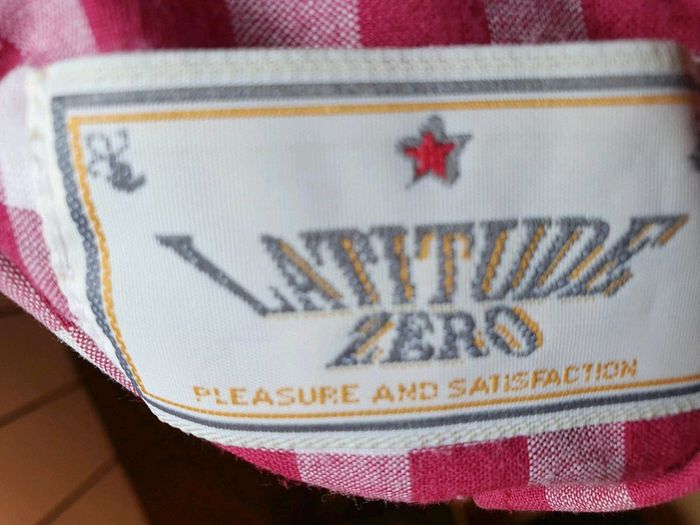 LATITUDE
ZERO
PLEASURE AND SATISFACTION